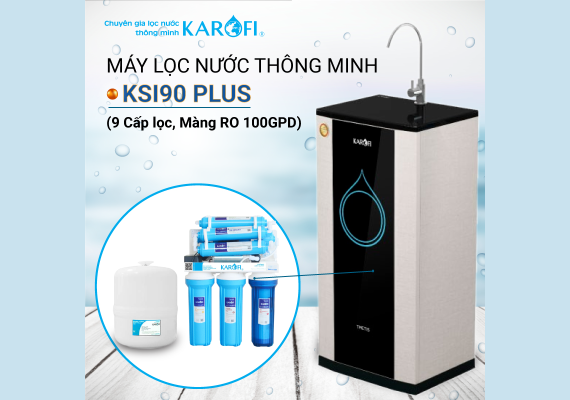 Chuyên gia lọc nước
thông minh
KAROFI®
MÁY LỌC NƯỚC THÔNG MINH
KSI90 PLUS
(9 Cấp lọc, Màng RO 100GPD)
KAROFI
KAROFI